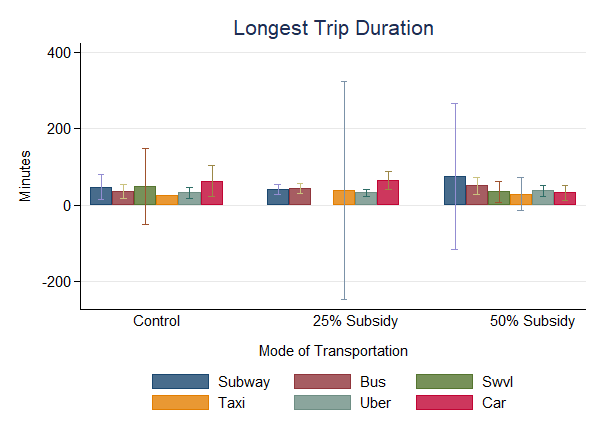 Longest Trip Duration
Minutes
400
200
0
-200
Control 25% Subsidy 50% Subsidy
Mode of Transportation
Subway Bus Swvl
Taxi Uber Car